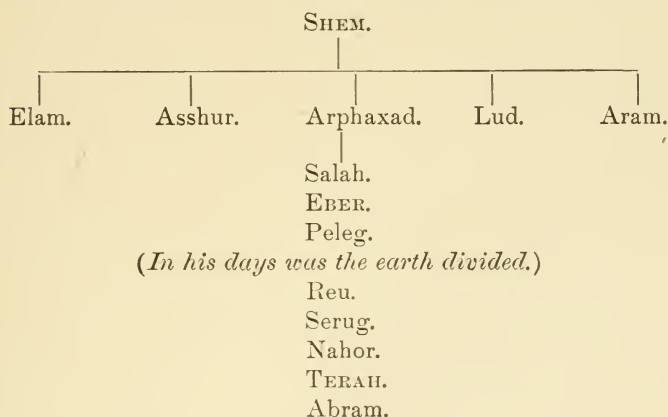 SHEM.
Elam. Asshur. Arphaxad. Lud. Aram.
Salah.
EBER.
Peleg.
(In his days was the earth divided.)
Reu.
Serug.
Nahor.
TERAH.
Abram.